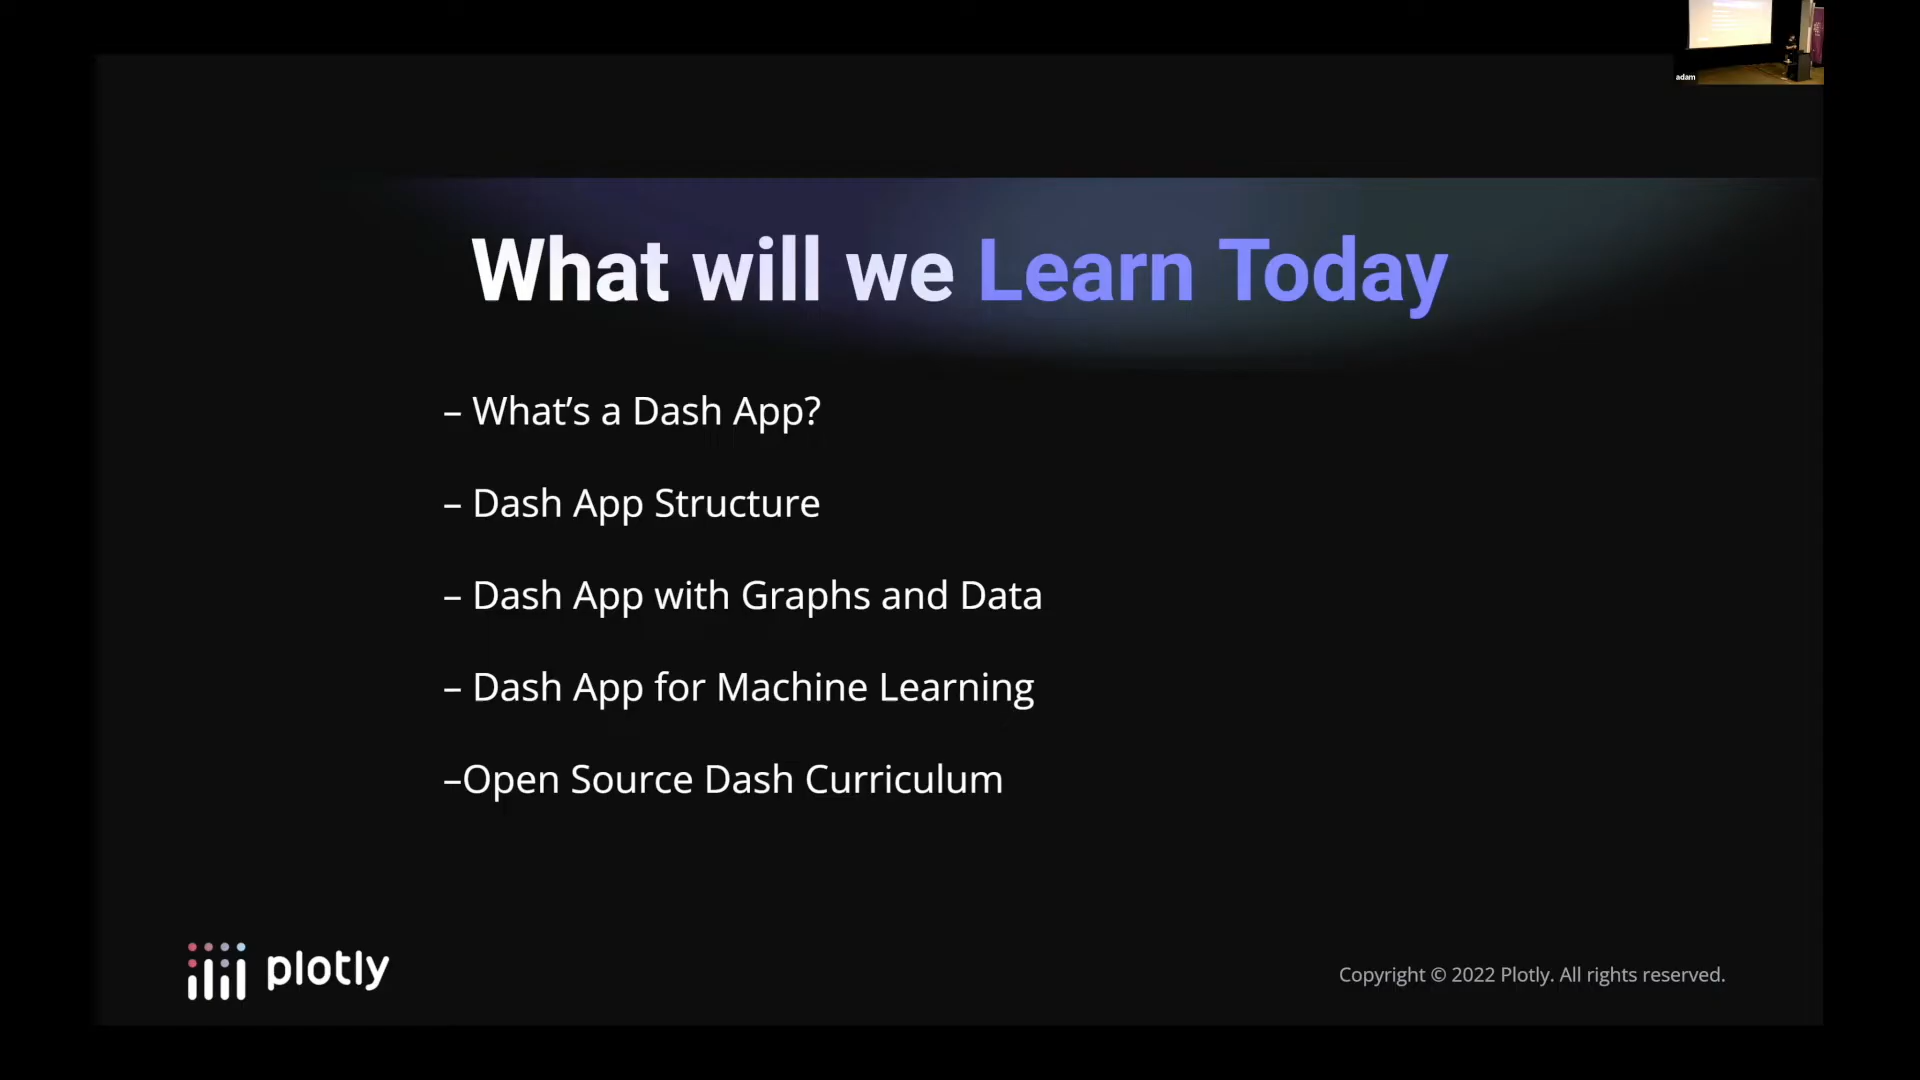 adam
What will we Learn Today
– What’s a Dash App?
– Dash App Structure
– Dash App with Graphs and Data
– Dash App for Machine Learning
–Open Source Dash Curriculum
plotly
Copyright © 2022 Plotly. All rights reserved.